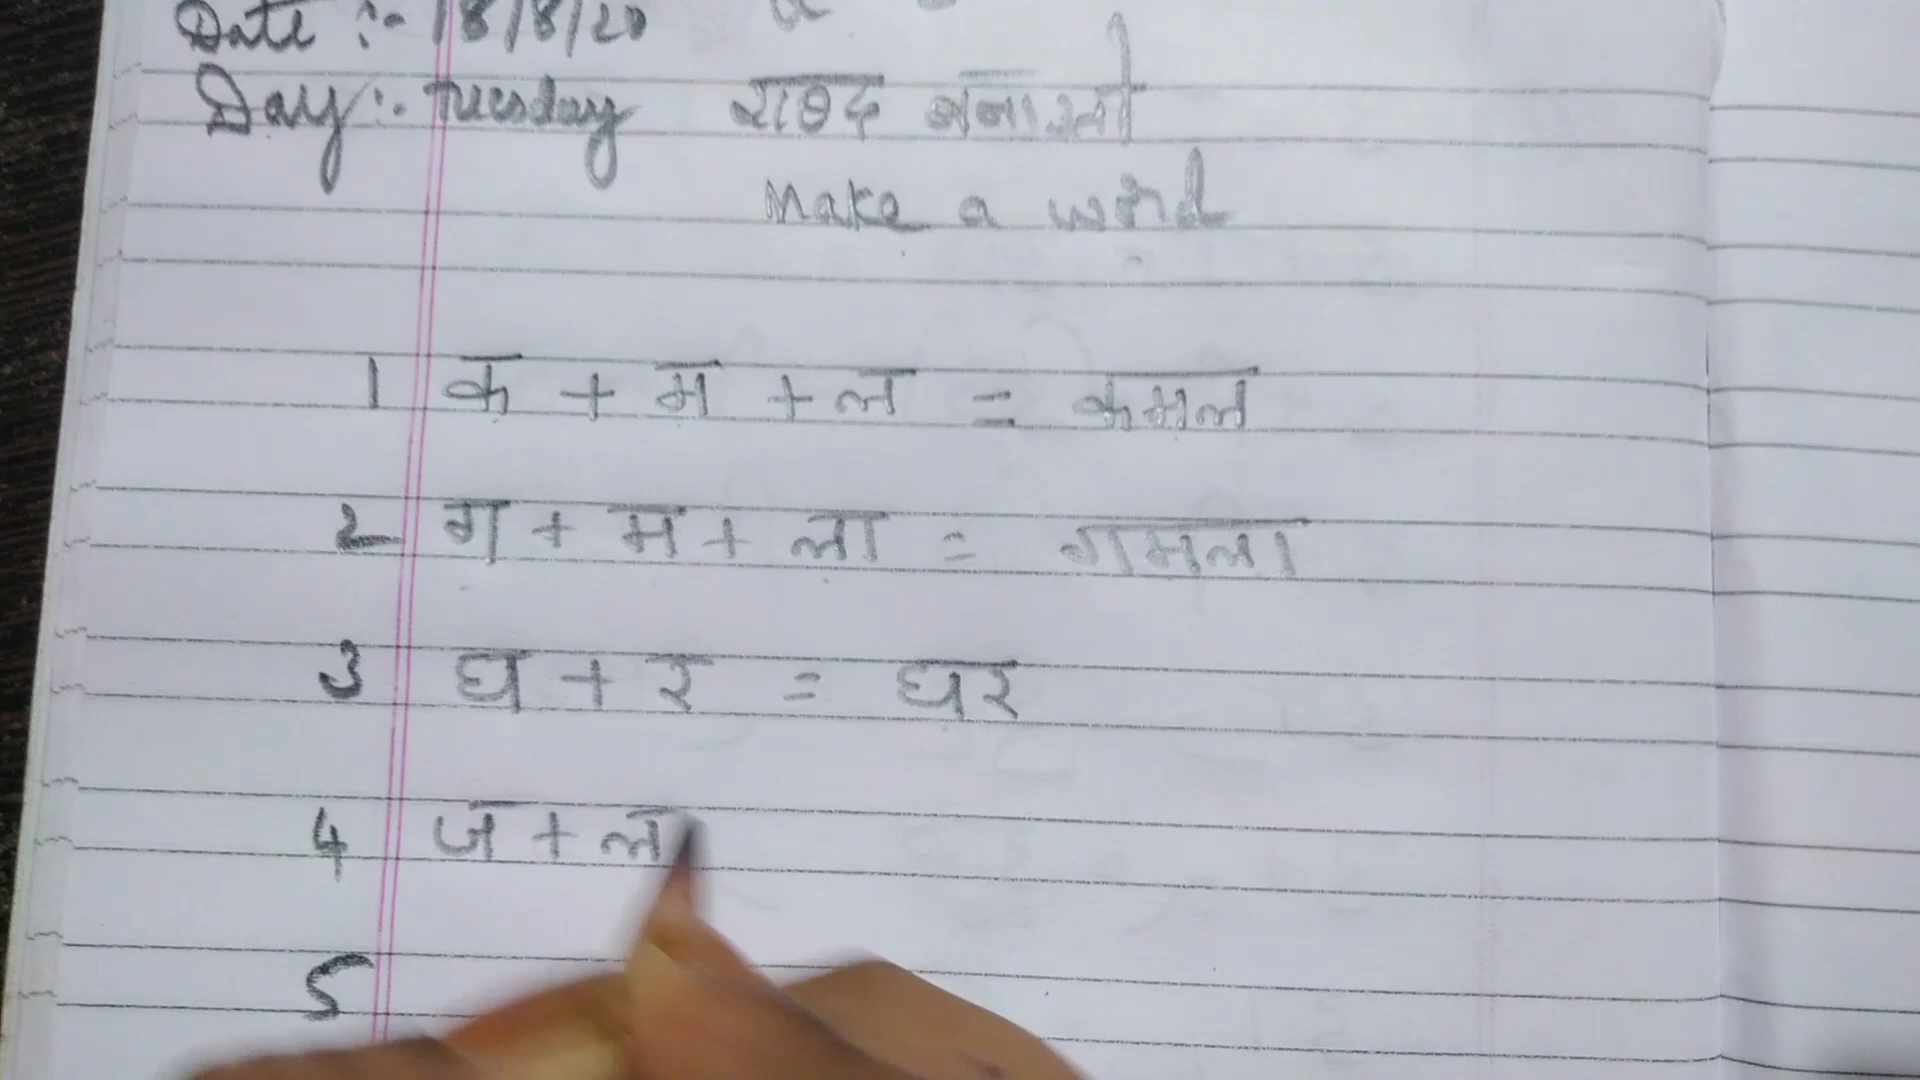 Date :- 18/8/20
Day :- Tuesday शब्द बनाओ
Make a word
1 क + म + ल = कमल
2 ग + म + ला = गमला
3 घ + र = घर
4 ज + ल
5